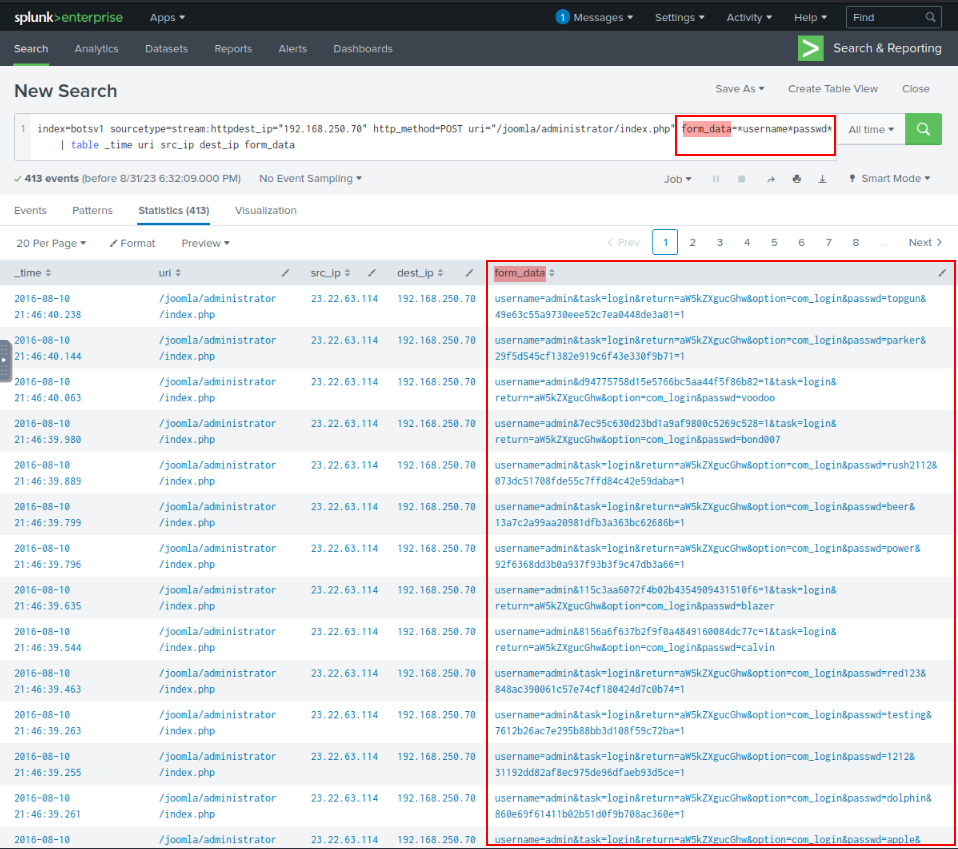 splunk>enterprise Apps 1 Messages Settings Activity Help Find
Search Analytics Datasets Reports Alerts Dashboards > Search & Reporting
New Search Save As Create Table View Close
1 index=botsv1 sourcetype=stream:httpdest_ip="192.168.250.70" http_method=POST uri="/joomla/administrator/index.php" form_data=*username*passwd* All time
| table _time uri src_ip dest_ip form_data
413 events (before 8/31/23 6:32:09.000 PM) No Event Sampling Job Smart Mode
Events Patterns Statistics (413) Visualization
20 Per Page Format Preview < Prev 1 2 3 4 5 6 7 8 ... Next >
_time uri src_ip dest_ip form_data
2016-08-10 /joomla/administrator 23.22.63.114 192.168.250.70 username=admin&task=login&return=aW5kZXgucGhw&option=com_login&passwd=topgun&
21:46:40.238 /index.php 49e63c55a9730eee52c7ea0448de3a01=1
2016-08-10 /joomla/administrator 23.22.63.114 192.168.250.70 username=admin&task=login&return=aW5kZXgucGhw&option=com_login&passwd=parker&
21:46:40.144 /index.php 29f5d545cf1382e919c6f43e330f9b71=1
2016-08-10 /joomla/administrator 23.22.63.114 192.168.250.70 username=admin&d94775758d15e5766bc5aa44f5f86b82=1&task=login&
21:46:40.063 /index.php return=aW5kZXgucGhw&option=com_login&passwd=voodoo
2016-08-10 /joomla/administrator 23.22.63.114 192.168.250.70 username=admin&7ec95c630d23bd1a9af9800c5269c528=1&task=login&
21:46:39.980 /index.php return=aW5kZXgucGhw&option=com_login&passwd=bond007
2016-08-10 /joomla/administrator 23.22.63.114 192.168.250.70 username=admin&task=login&return=aW5kZXgucGhw&option=com_login&passwd=rush2112&
21:46:39.889 /index.php 073dc51708fde55c7ffd84c42e59daba=1
2016-08-10 /joomla/administrator 23.22.63.114 192.168.250.70 username=admin&task=login&return=aW5kZXgucGhw&option=com_login&passwd=beer&
21:46:39.799 /index.php 13a7c2a99aa20981dfb3a363bc62686b=1
2016-08-10 /joomla/administrator 23.22.63.114 192.168.250.70 username=admin&task=login&return=aW5kZXgucGhw&option=com_login&passwd=power&
21:46:39.796 /index.php 92f6368dd3b0a937f93b3f9c47db3a66=1
2016-08-10 /joomla/administrator 23.22.63.114 192.168.250.70 username=admin&115c3aa6072f4b02b4354909431510f6=1&task=login&
21:46:39.635 /index.php return=aW5kZXgucGhw&option=com_login&passwd=blazer
2016-08-10 /joomla/administrator 23.22.63.114 192.168.250.70 username=admin&8156a6f637b2f9f0a4849160084dc77c=1&task=login&
21:46:39.544 /index.php return=aW5kZXgucGhw&option=com_login&passwd=calvin
2016-08-10 /joomla/administrator 23.22.63.114 192.168.250.70 username=admin&task=login&return=aW5kZXgucGhw&option=com_login&passwd=red123&
21:46:39.463 /index.php 848ac390061c57e74cf180424d7c0b74=1
2016-08-10 /joomla/administrator 23.22.63.114 192.168.250.70 username=admin&task=login&return=aW5kZXgucGhw&option=com_login&passwd=testing&
21:46:39.263 /index.php 7612b26ac7e295b88bb3d108f59c72ba=1
2016-08-10 /joomla/administrator 23.22.63.114 192.168.250.70 username=admin&task=login&return=aW5kZXgucGhw&option=com_login&passwd=1212&
21:46:39.255 /index.php 31192dd82af8ec975de96dfaeb93d5ce=1
2016-08-10 /joomla/administrator 23.22.63.114 192.168.250.70 username=admin&task=login&return=aW5kZXgucGhw&option=com_login&passwd=dolphin&
21:46:39.261 /index.php 860e69f61411b02b51d0f9b708ac360e=1
2016-08-10 /joomla/administrator 23.22.63.114 192.168.250.70 username=admin&task=login&return=aW5kZXgucGhw&option=com_login&passwd=apple&